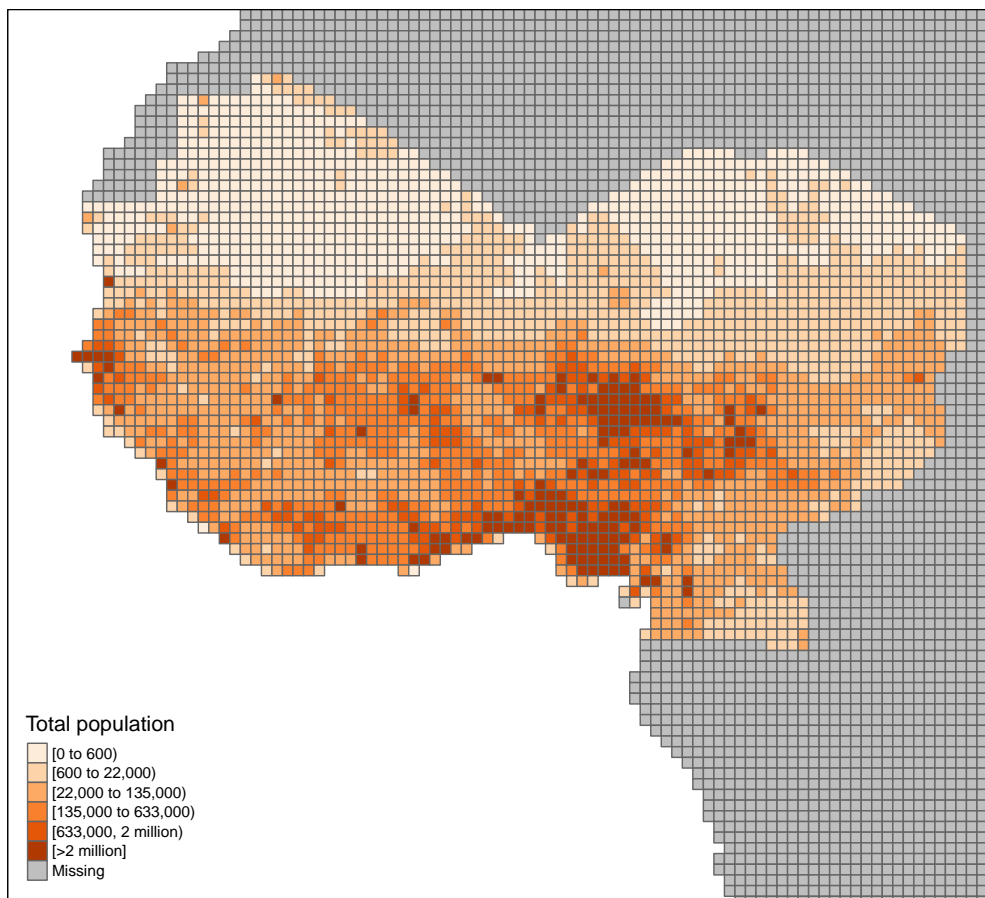 Total population
[0 to 600)
[600 to 22,000)
[22,000 to 135,000)
[135,000 to 633,000)
[633,000, 2 million)
[>2 million]
Missing